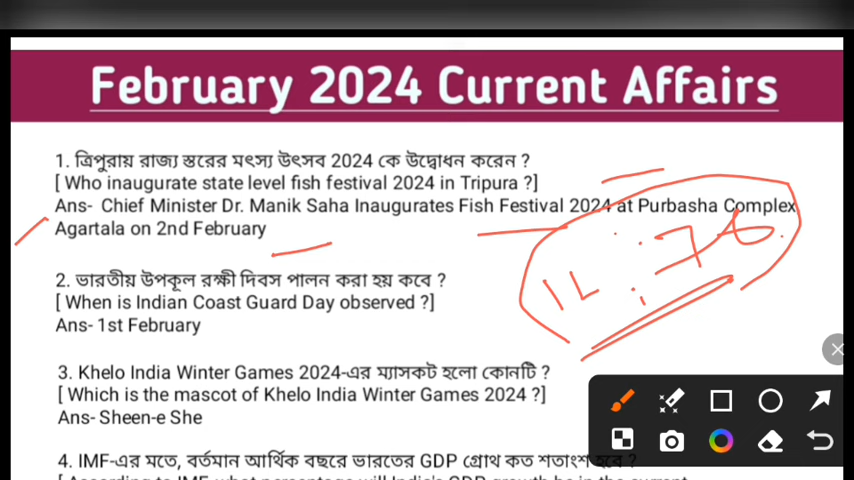 February 2024 Current Affairs
1. ত্রিপুরায় রাজ্য স্তরের মৎস্য উৎসব 2024 কে উদ্বোধন করেন ?
[ Who inaugurate state level fish festival 2024 in Tripura ?]
Ans- Chief Minister Dr. Manik Saha Inaugurates Fish Festival 2024 at Purbasha Complex
Agartala on 2nd February
2. ভারতীয় উপকূল রক্ষী দিবস পালন করা হয় কবে ?
[ When is Indian Coast Guard Day observed ?]
Ans- 1st February
3. Khelo India Winter Games 2024-এর ম্যাসকট হলো কোনটি ?
[ Which is the mascot of Khelo India Winter Games 2024 ?]
Ans- Sheen-e She
4. IMF-এর মতে, বর্তমান আর্থিক বছরে ভারতের GDP গ্রোথ কত শতাংশ হবে ?